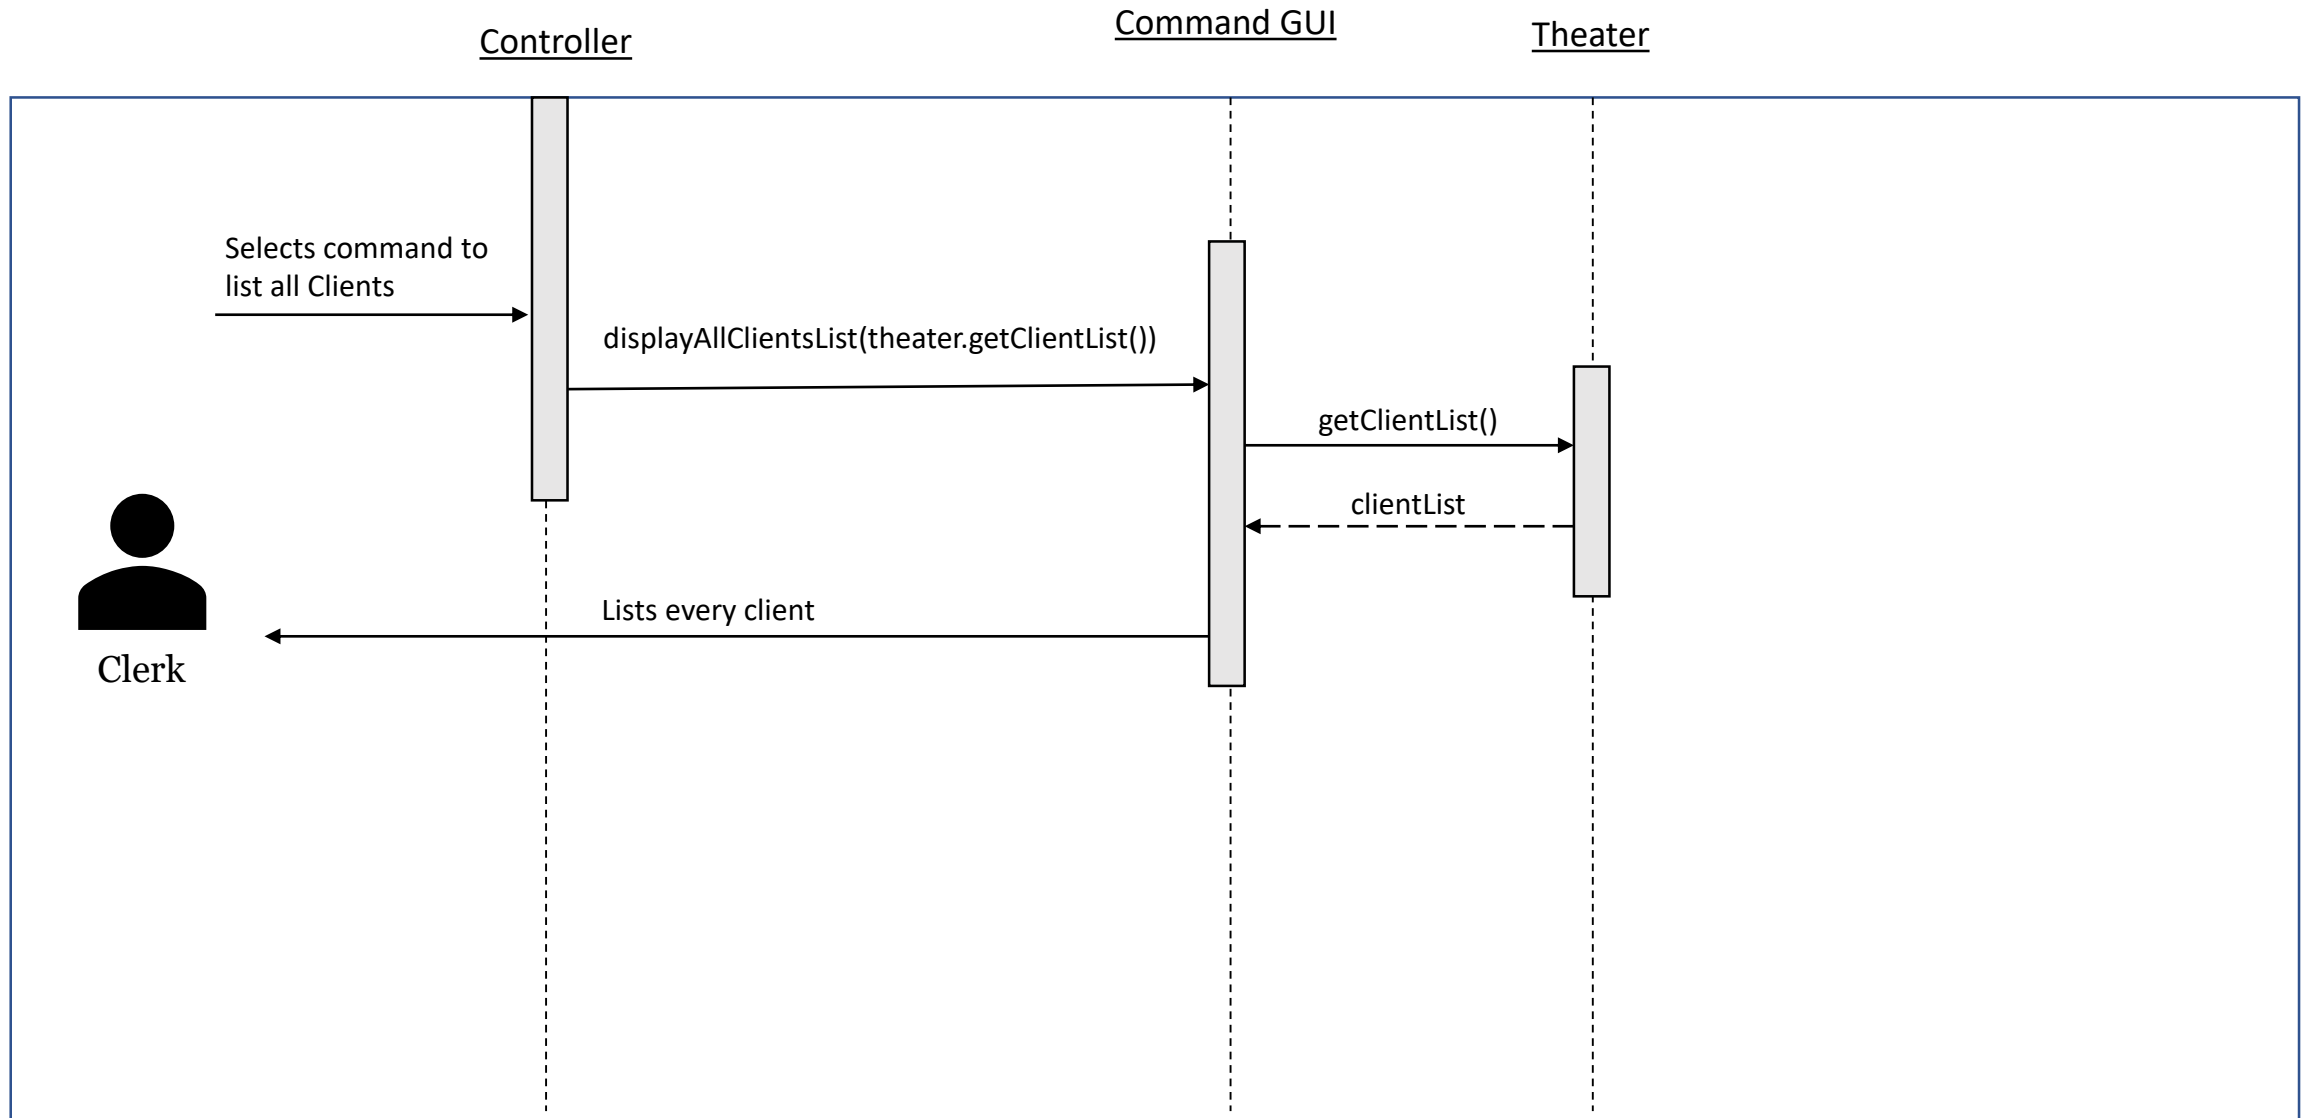 Controller
Command GUI
Theater
Selects command to
list all Clients
displayAllClientsList(theater.getClientList())
getClientList()
clientList
Lists every client
Clerk